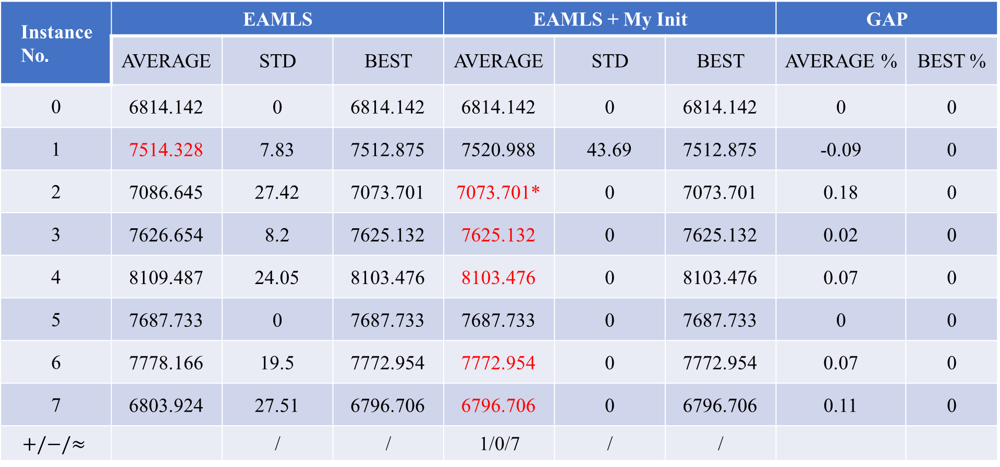 Instance No. EAMLS EAMLS + My Init GAP
AVERAGE STD BEST AVERAGE STD BEST AVERAGE % BEST %
0 6814.142 0 6814.142 6814.142 0 6814.142 0 0
1 7514.328 7.83 7512.875 7520.988 43.69 7512.875 -0.09 0
2 7086.645 27.42 7073.701 7073.701* 0 7073.701 0.18 0
3 7626.654 8.2 7625.132 7625.132 0 7625.132 0.02 0
4 8109.487 24.05 8103.476 8103.476 0 8103.476 0.07 0
5 7687.733 0 7687.733 7687.733 0 7687.733 0 0
6 7778.166 19.5 7772.954 7772.954 0 7772.954 0.07 0
7 6803.924 27.51 6796.706 6796.706 0 6796.706 0.11 0
+/−/≈ / / 1/0/7 / /